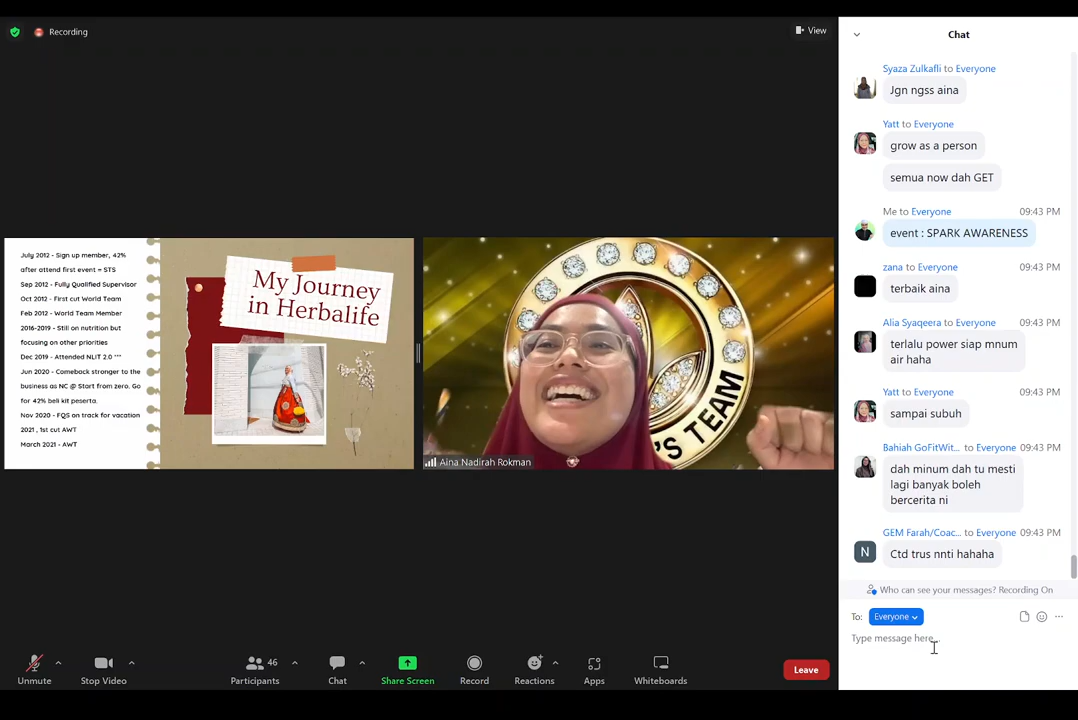 Recording
View
Chat
July 2012 - Sign up member, 42%
after attend first event = STS
Sep 2012 - Fully Qualified Supervisor
Oct 2012 - First cut World Team
Feb 2012 - World Team Member
2016-2019 - Still on nutrition but
focusing on other priorities
Dec 2019 - Attended NLIT 2.0 ***
Jun 2020 - Comeback stronger to the
business as NC @ Start from zero. Go
for 42% beli kit peserta.
Nov 2020 - FQS on track for vacation
2021 , 1st cut AWT
March 2021 - AWT
My Journey
in Herbalife
'S TEAM
Aina Nadirah Rokman
Syaza Zulkafli to Everyone
Jgn ngss aina
Yatt to Everyone
grow as a person
semua now dah GET
Me to Everyone 09:43 PM
event : SPARK AWARENESS
zana to Everyone 09:43 PM
terbaik aina
Alia Syaqeera to Everyone 09:43 PM
terlalu power siap mnum
air haha
Yatt to Everyone 09:43 PM
sampai subuh
Bahiah GoFitWit... to Everyone 09:43 PM
dah minum dah tu mesti
lagi banyak boleh
bercerita ni
GEM Farah/Coac... to Everyone 09:43 PM
N
Ctd trus nnti hahaha
Who can see your messages? Recording On
To: Everyone
Type message here...
Unmute
Stop Video
46
Participants
Chat
Share Screen
Record
Reactions
Apps
Whiteboards
Leave